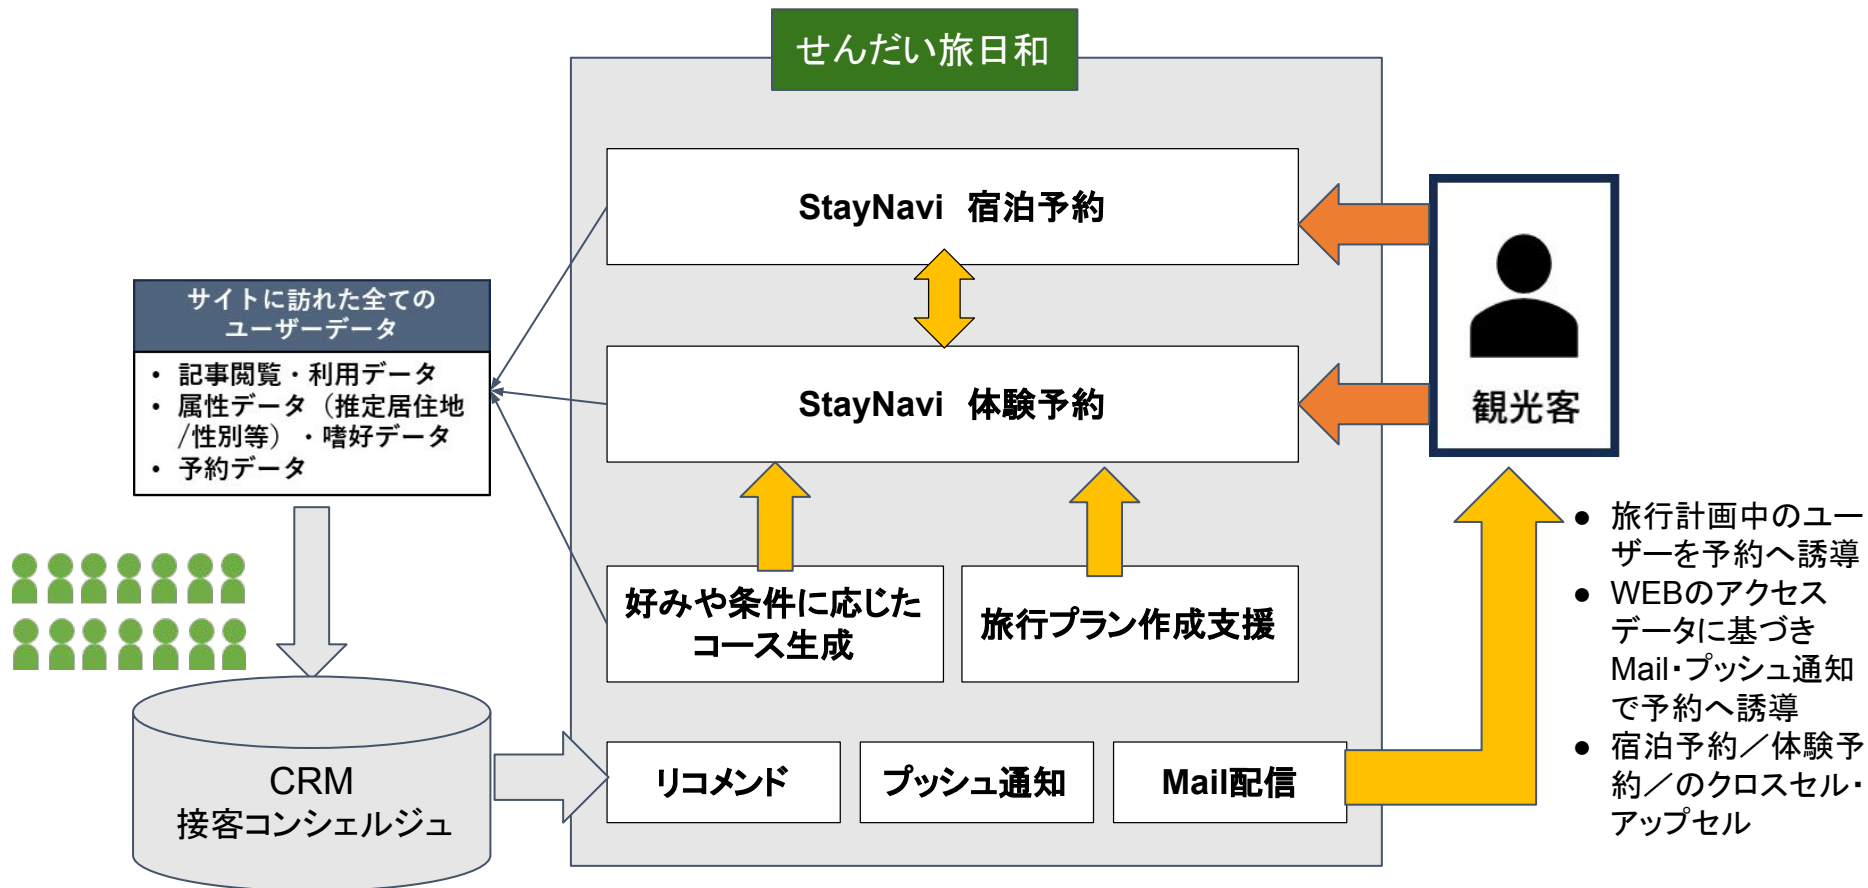 せんだい旅日和
StayNavi 宿泊予約
StayNavi 体験予約
好みや条件に応じた
コース生成
旅行プラン作成支援
リコメンド
プッシュ通知
Mail配信
サイトに訪れた全ての
ユーザーデータ
• 記事閲覧・利用データ
• 属性データ（推定居住地
/性別等）・嗜好データ
• 予約データ
CRM
接客コンシェルジュ
観光客
● 旅行計画中のユー
ザーを予約へ誘導
● WEBのアクセス
データに基づき
Mail・プッシュ通知
で予約へ誘導
● 宿泊予約／体験予
約／のクロスセル・
アップセル